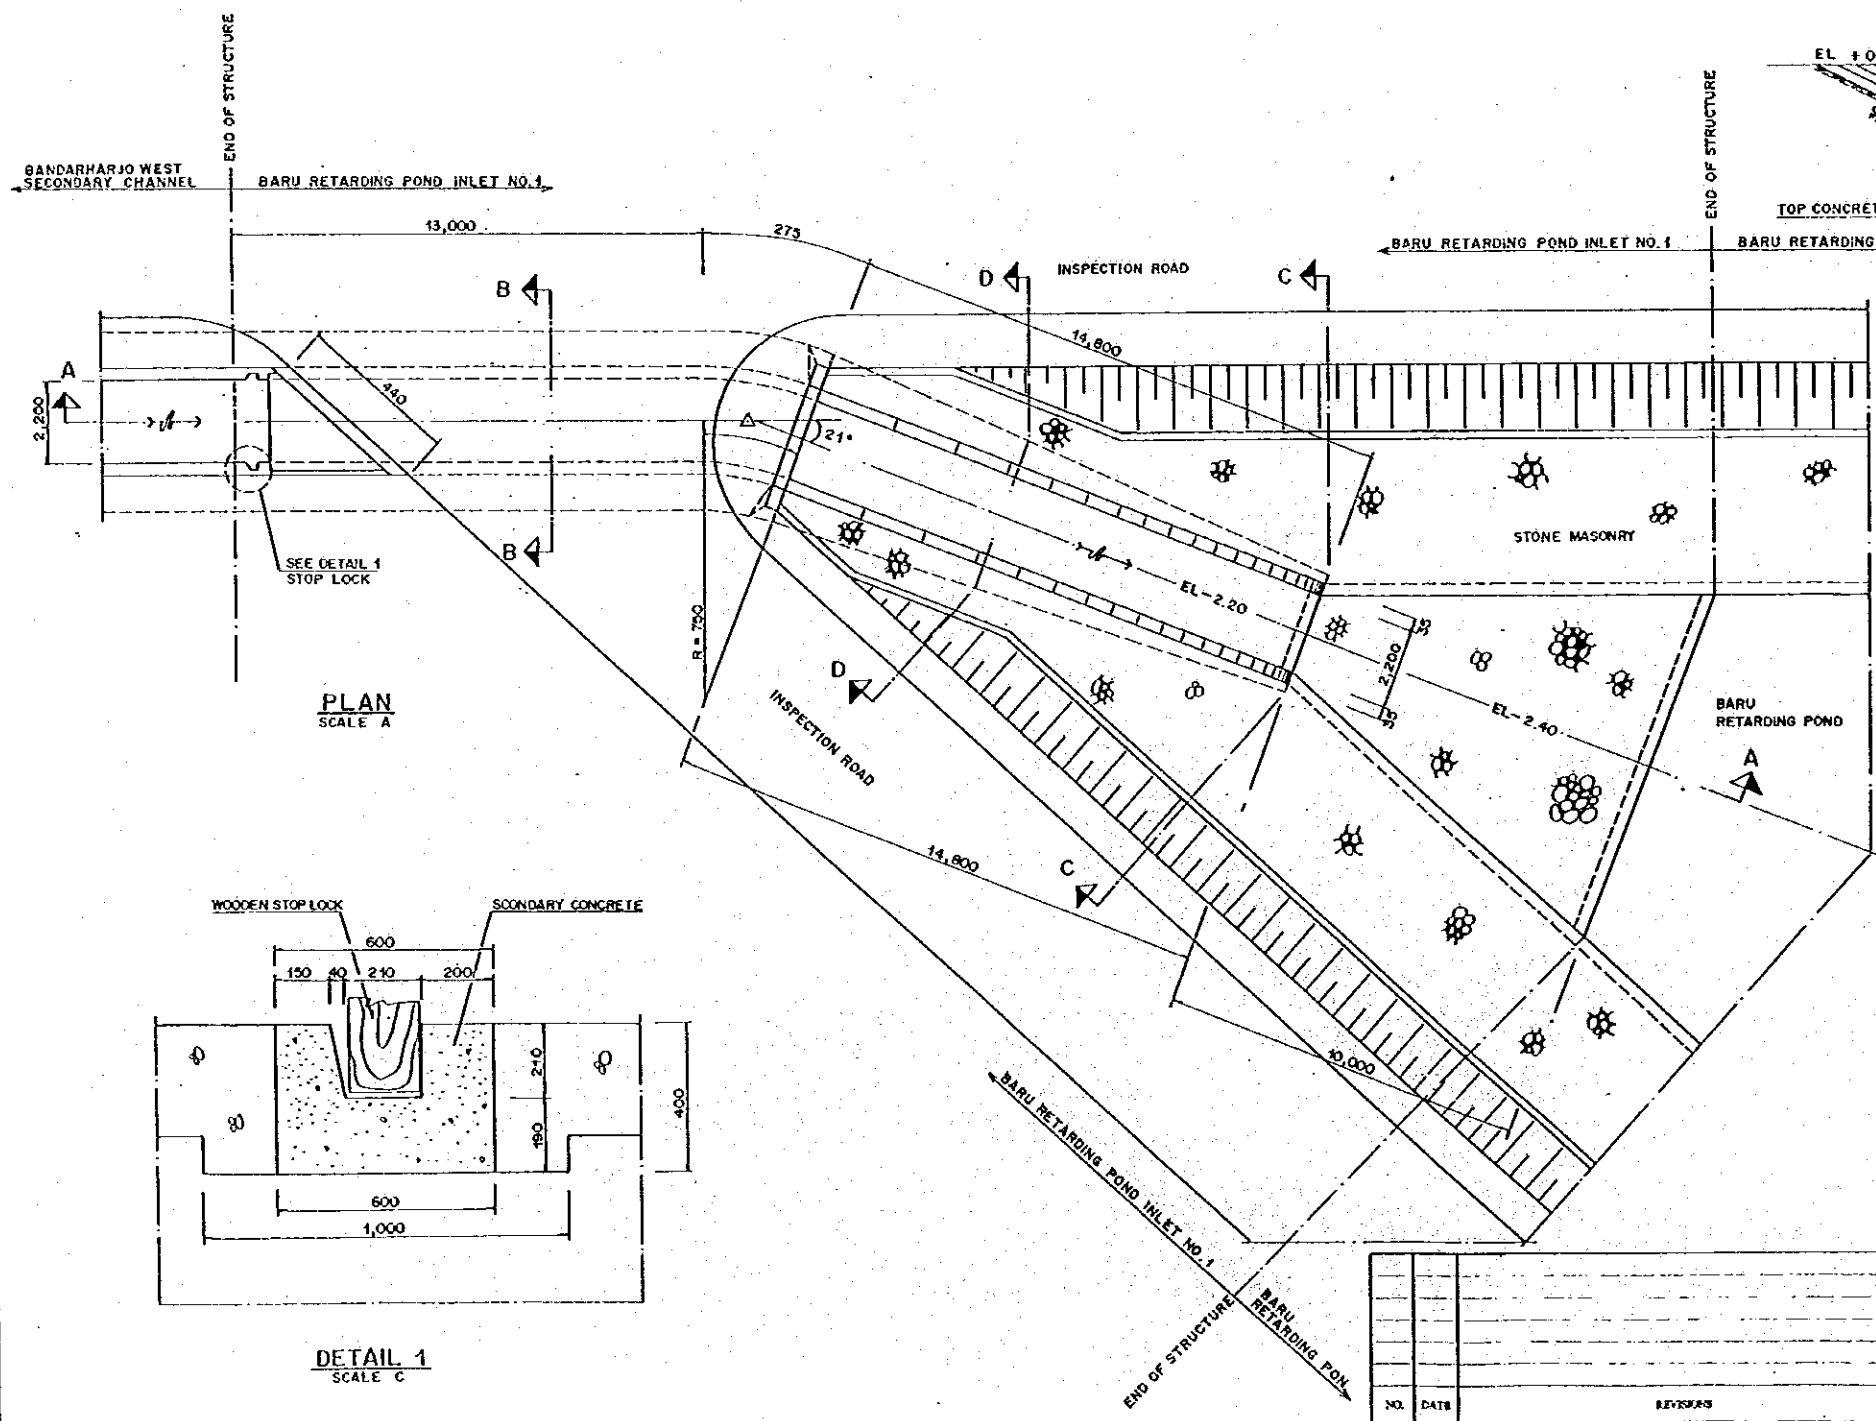 END OF STRUCTURE
BANDARHARJO WEST
SECONDARY CHANNEL
BARU RETARDING POND INLET NO.1
13,000
275
END OF STRUCTURE
EL +0
TOP CONCRET
BARU RETARDING POND INLET NO.1
BARU RETARDING
B
D
INSPECTION ROAD
C
14,800
A
2,200
440
21°
SEE DETAIL 1
STOP LOCK
B
R = 750
STONE MASONRY
EL-2.20
35
2,200
35
EL-2.40
BARU
RETARDING POND
A
D
INSPECTION ROAD
PLAN
SCALE A
14,800
C
10,000
WOODEN STOP LOCK
SCONDARY CONCRETE
600
150
40
210
200
210
190
400
600
1,000
DETAIL 1
SCALE C
BARU RETARDING POND INLET NO.1
BARU
RETARDING PON
END OF STRUCTURE
NO.
DATE
REVISIONS